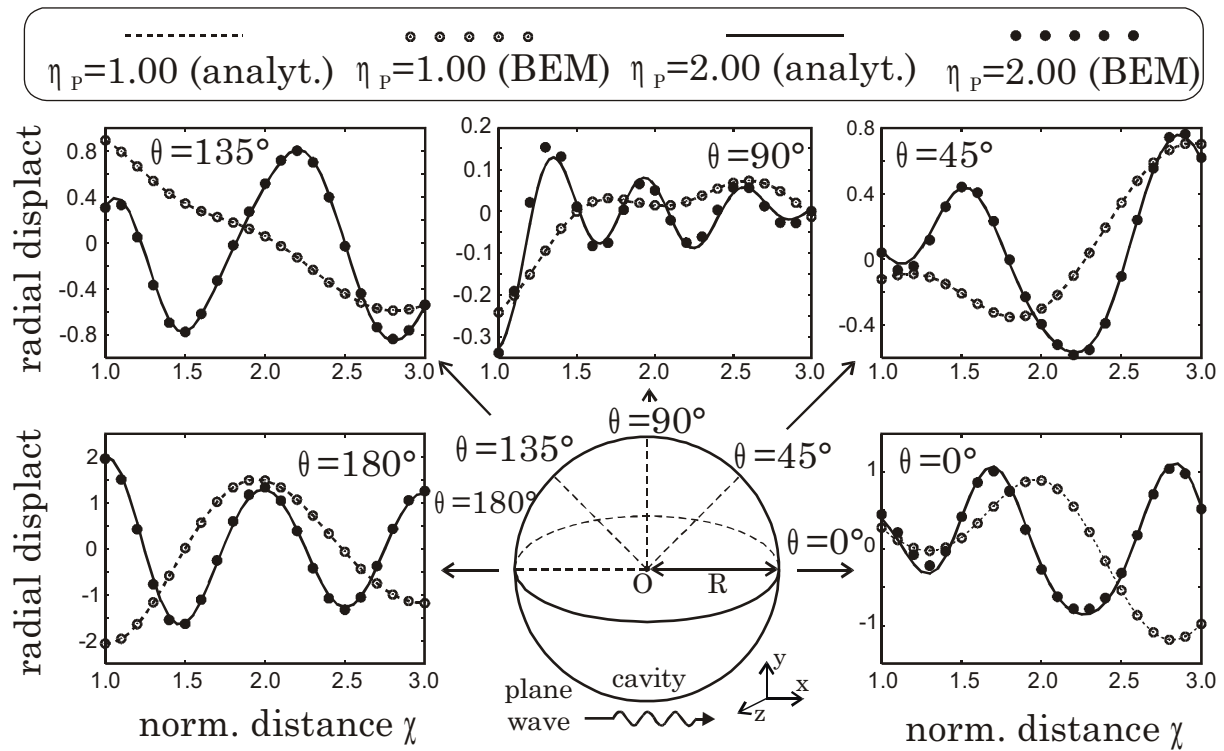 η P=1.00 (analyt.) η P=1.00 (BEM) η P=2.00 (analyt.) η P=2.00 (BEM)
radial displact
0.8
0.4
0
-0.4
-0.8
θ=135°
1.0 1.5 2.0 2.5 3.0
0.2
0.1
0
-0.1
-0.2
-0.3
θ=90°
1.0 1.5 2.0 2.5 3.0
0.8
0.4
0
-0.4
θ=45°
1.0 1.5 2.0 2.5 3.0
radial displact
2
1
0
-1
-2
θ=180°
1.0 1.5 2.0 2.5 3.0
norm. distance χ
θ=90°
θ=135°
θ=45°
θ=180°
θ=0°
O
R
cavity
plane
wave
y
x
z
1
0
-1
θ=0°
1.0 1.5 2.0 2.5 3.0
norm. distance χ